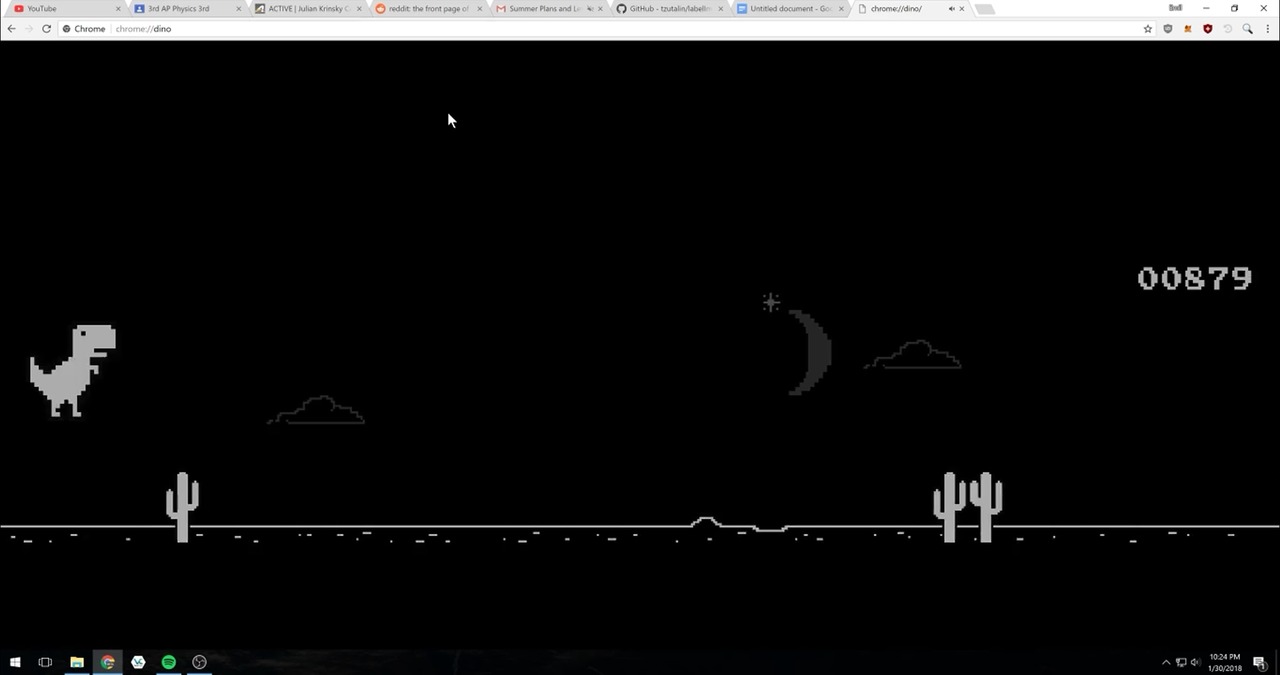 YouTube
3rd AP Physics 3rd
ACTIVE | Julian Krinsky C
reddit: the front page of
Summer Plans and Le
GitHub - tzutalin/labelIm
Untitled document - Goo
chrome://dino/
Chrome
chrome://dino
00879
10:24 PM
1/30/2018